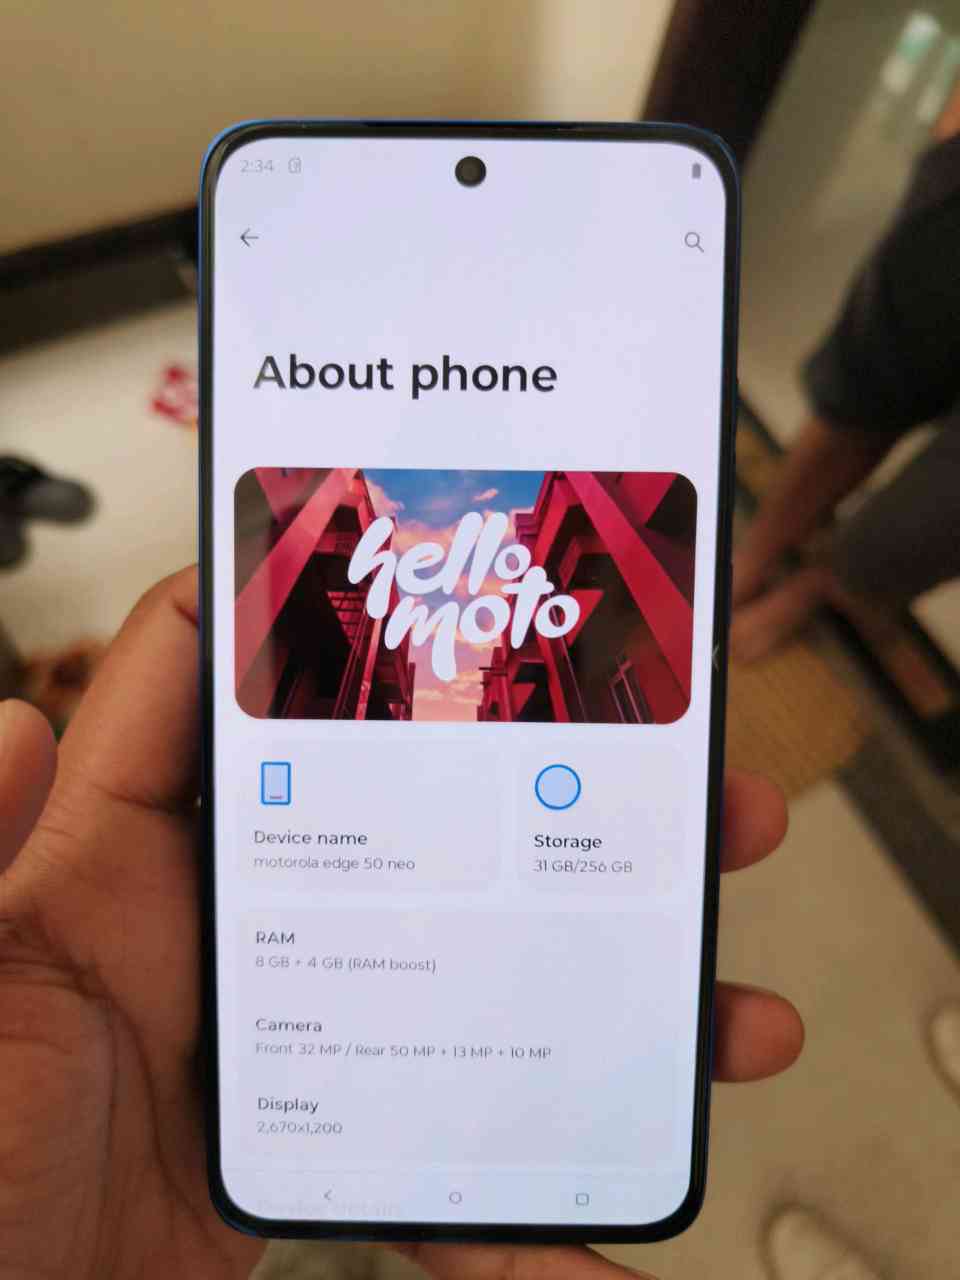 2:34
About phone
hello
moto
Device name
motorola edge 50 neo
Storage
31 GB/256 GB
RAM
8 GB + 4 GB (RAM boost)
Camera
Front 32 MP / Rear 50 MP + 13 MP + 10 MP
Display
2,670x1,200
Device details